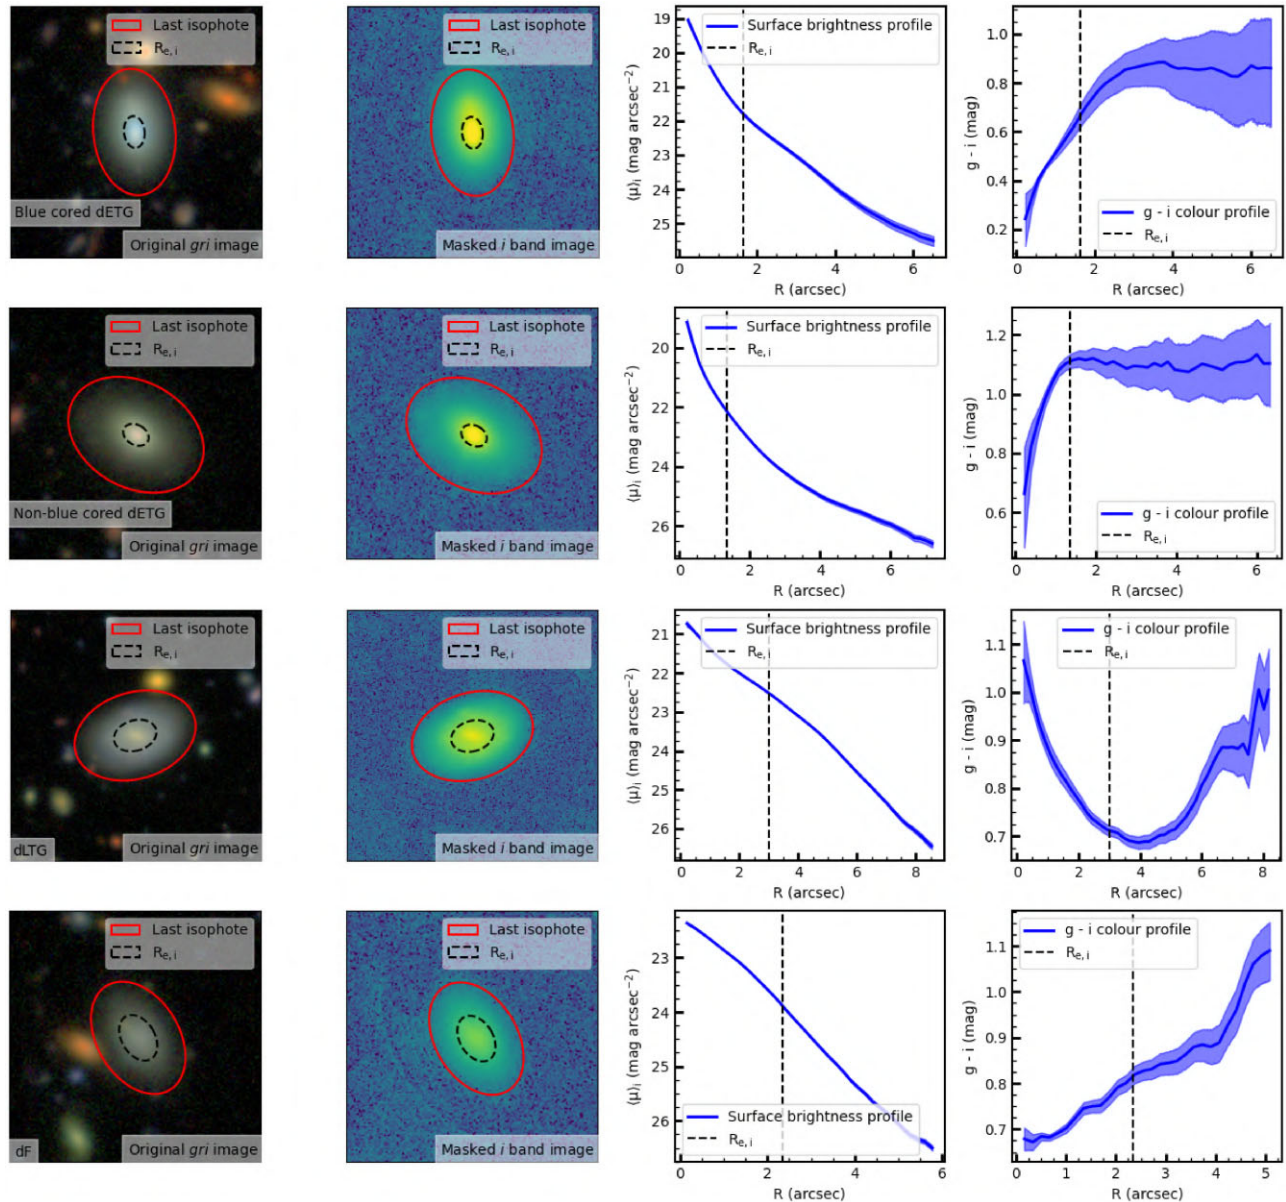 Last isophote
Rₑ,ᵢ
Blue cored dETG
Original gri image
Last isophote
Rₑ,ᵢ
Masked i band image
Surface brightness profile
Rₑ,ᵢ
19
20
21
22
23
24
25
⟨μ⟩ᵢ (mag arcsec⁻²)
0 2 4 6
R (arcsec)
1.0
0.8
0.6
0.4
0.2
g - i (mag)
g - i colour profile
Rₑ,ᵢ
0 2 4 6
R (arcsec)
Last isophote
Rₑ,ᵢ
Non-blue cored dETG
Original gri image
Last isophote
Rₑ,ᵢ
Masked i band image
Surface brightness profile
Rₑ,ᵢ
20
22
24
26
⟨μ⟩ᵢ (mag arcsec⁻²)
0 2 4 6
R (arcsec)
1.2
1.0
0.8
0.6
g - i (mag)
g - i colour profile
Rₑ,ᵢ
0 2 4 6
R (arcsec)
Last isophote
Rₑ,ᵢ
dLTG
Original gri image
Last isophote
Rₑ,ᵢ
Masked i band image
Surface brightness profile
Rₑ,ᵢ
21
22
23
24
25
26
⟨μ⟩ᵢ (mag arcsec⁻²)
0 2 4 6 8
R (arcsec)
g - i colour profile
Rₑ,ᵢ
1.1
1.0
0.9
0.8
0.7
g - i (mag)
0 2 4 6 8
R (arcsec)
Last isophote
Rₑ,ᵢ
dF
Original gri image
Last isophote
Rₑ,ᵢ
Masked i band image
23
24
25
26
⟨μ⟩ᵢ (mag arcsec⁻²)
Surface brightness profile
Rₑ,ᵢ
0 2 4 6
R (arcsec)
g - i colour profile
Rₑ,ᵢ
1.1
1.0
0.9
0.8
0.7
g - i (mag)
0 1 2 3 4 5
R (arcsec)